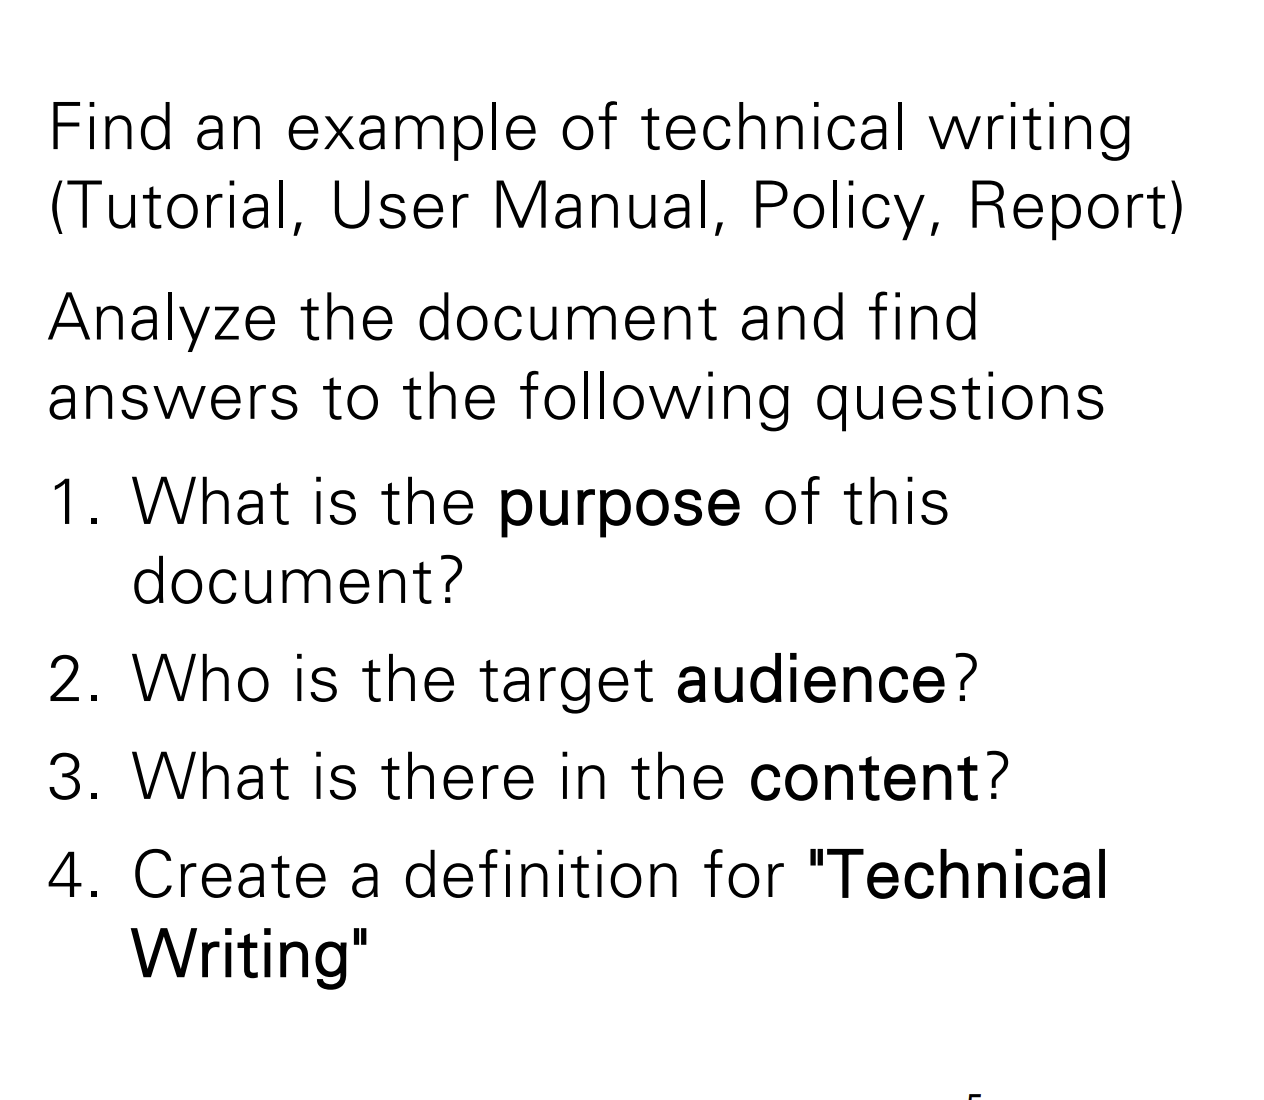 Find an example of technical writing
(Tutorial, User Manual, Policy, Report)
Analyze the document and find
answers to the following questions
1. What is the purpose of this
document?
2. Who is the target audience?
3. What is there in the content?
4. Create a definition for "Technical
Writing"